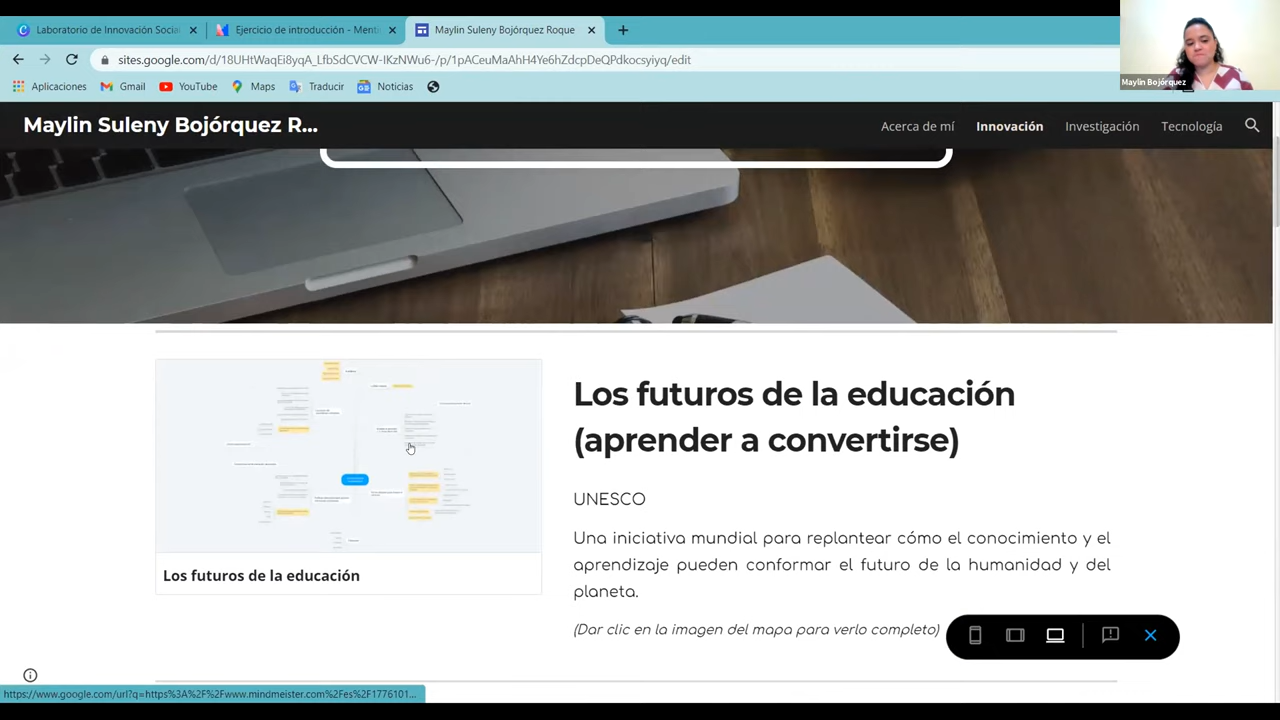 Laboratorio de Innovación Social
Ejercicio de introducción - Menti
Maylin Suleny Bojórquez Roque
sites.google.com/d/18UHtWaqEi8yqA_LfbSdCVCW-IKzNWu6-/p/1pACeuMaAhH4Ye6hZdcpDeQPdkocsyiyq/edit
Maylin Bojórquez
Aplicaciones
Gmail
YouTube
Maps
Traducir
Noticias
Maylin Suleny Bojórquez R...
Acerca de mí
Innovación
Investigación
Tecnología
Los futuros de la educación
(aprender a convertirse)
UNESCO
Una iniciativa mundial para replantear cómo el conocimiento y el
aprendizaje pueden conformar el futuro de la humanidad y del
planeta.
(Dar clic en la imagen del mapa para verlo completo)
Los futuros de la educación
https://www.google.com/url?q=https%3A%2F%2Fwww.mindmeister.com%2Fes%2F1776101...